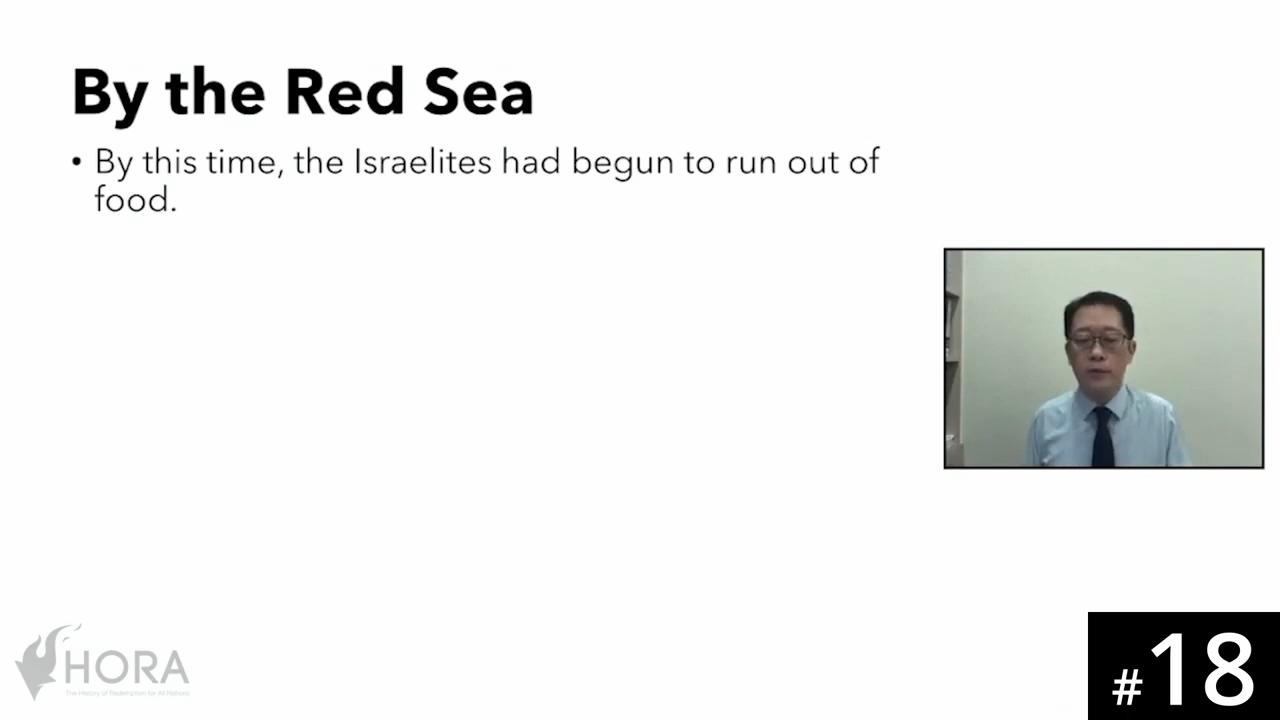 By the Red Sea
• By this time, the Israelites had begun to run out of
food.
HORA
The History of Redemption for All Nations
#18